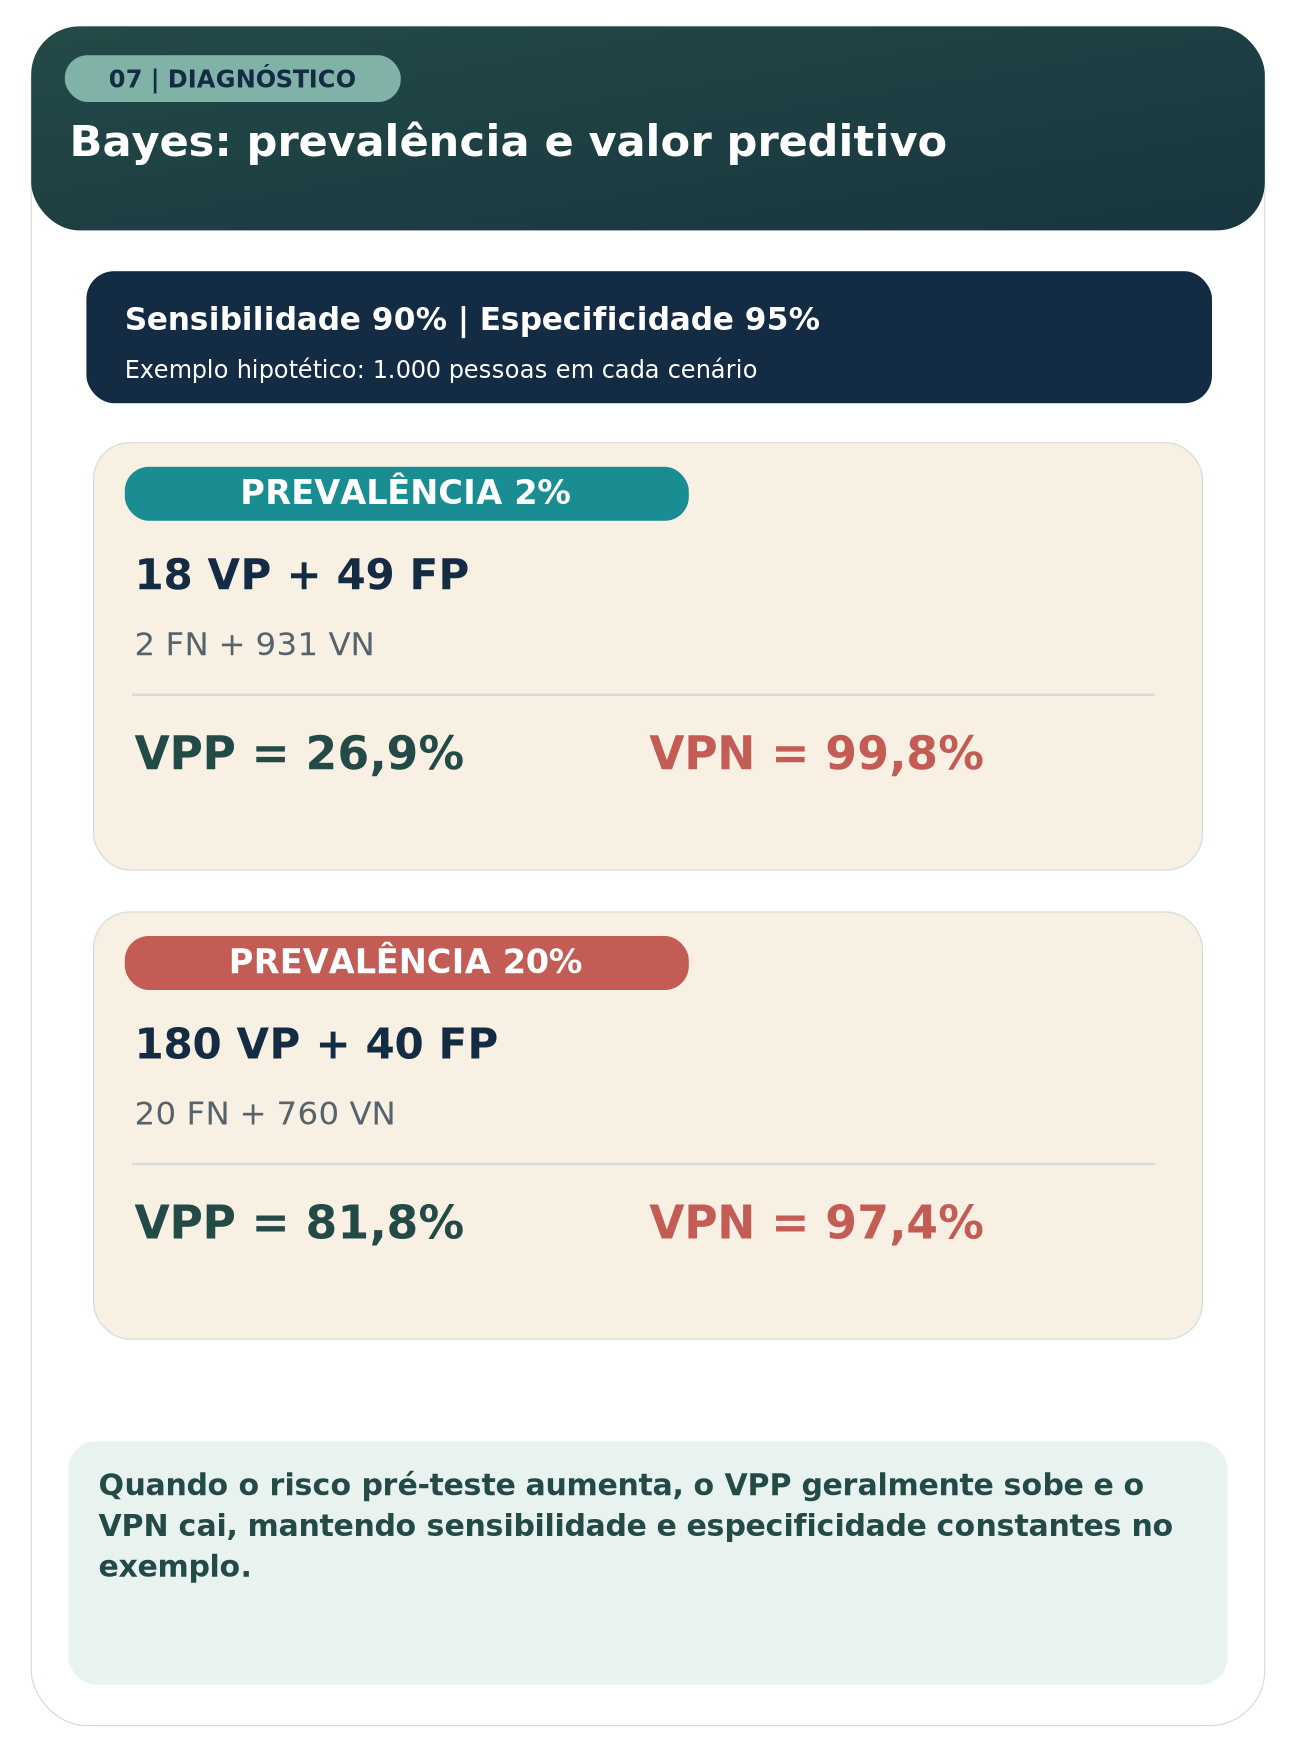 07 | DIAGNÓSTICO
Bayes: prevalência e valor preditivo
Sensibilidade 90% | Especificidade 95%
Exemplo hipotético: 1.000 pessoas em cada cenário
PREVALÊNCIA 2%
18 VP + 49 FP
2 FN + 931 VN
VPP = 26,9% VPN = 99,8%
PREVALÊNCIA 20%
180 VP + 40 FP
20 FN + 760 VN
VPP = 81,8% VPN = 97,4%
Quando o risco pré-teste aumenta, o VPP geralmente sobe e o
VPN cai, mantendo sensibilidade e especificidade constantes no
exemplo.